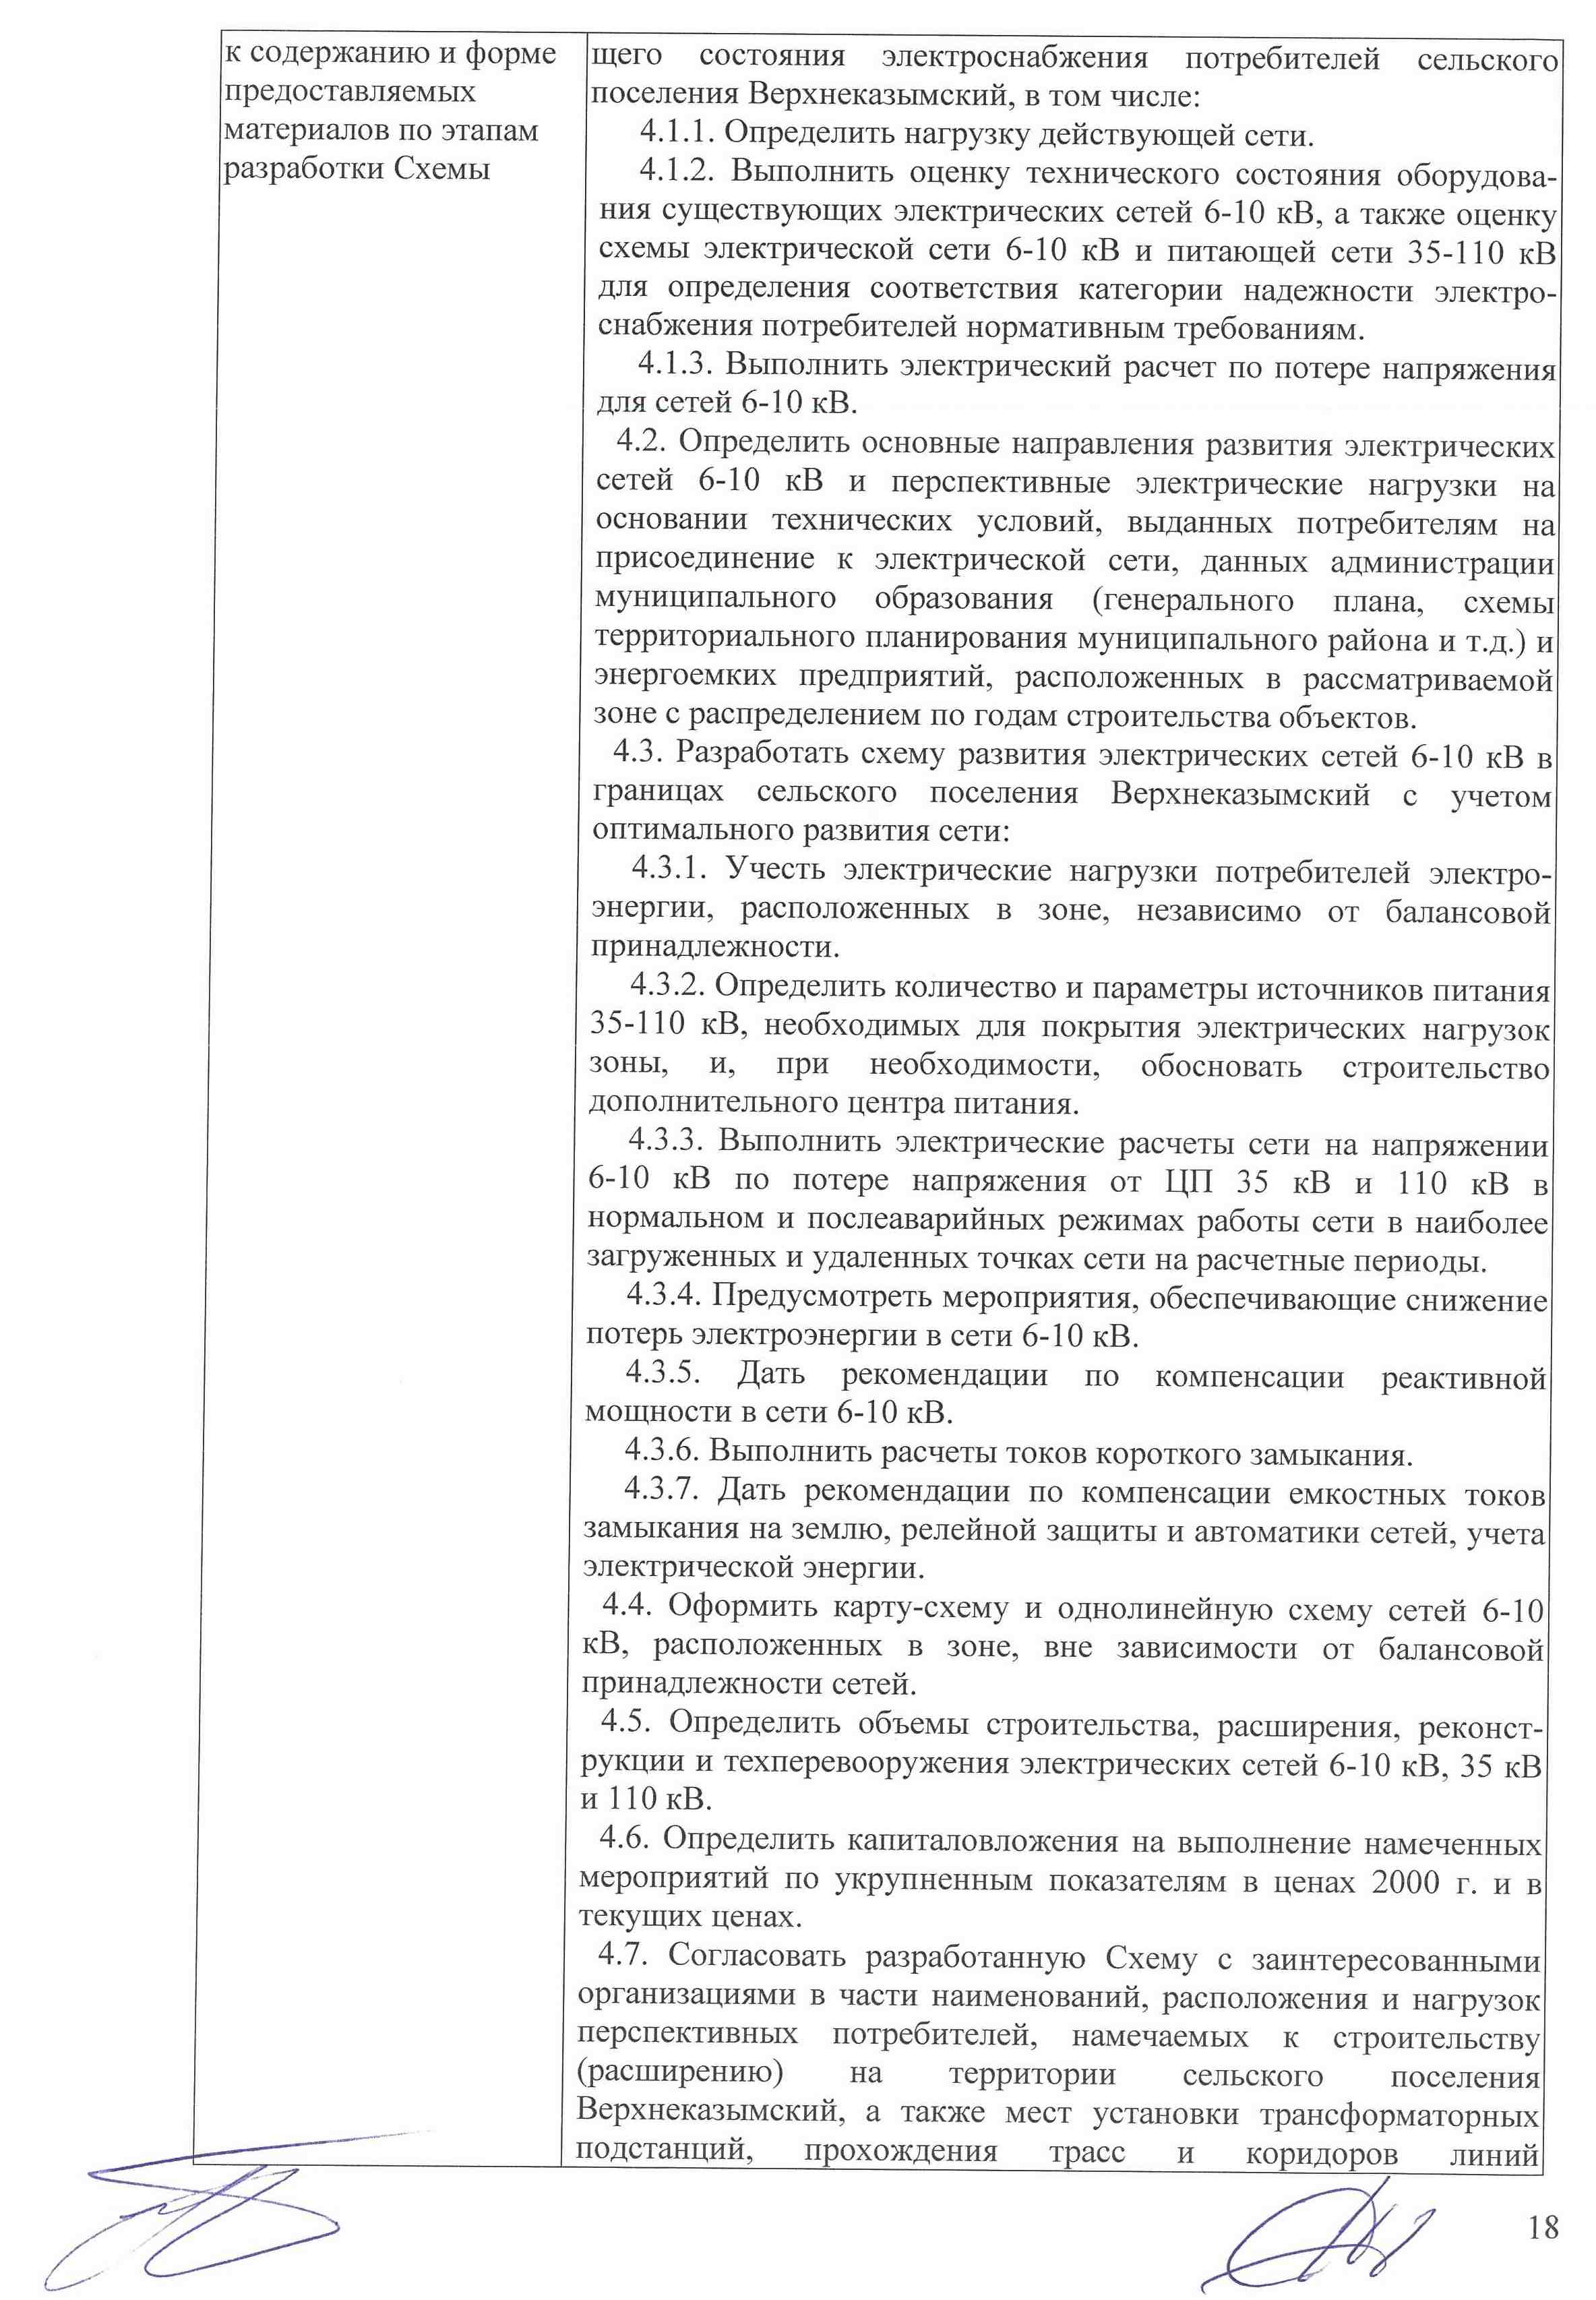 к содержанию и форме
предоставляемых
материалов по этапам
разработки Схемы
щего состояния электроснабжения потребителей сельского
поселения Верхнеказымский, в том числе:
4.1.1. Определить нагрузку действующей сети.
4.1.2. Выполнить оценку технического состояния оборудова-
ния существующих электрических сетей 6-10 кВ, а также оценку
схемы электрической сети 6-10 кВ и питающей сети 35-110 кВ
для определения соответствия категории надежности электро-
снабжения потребителей нормативным требованиям.
4.1.3. Выполнить электрический расчет по потере напряжения
для сетей 6-10 кВ.
4.2. Определить основные направления развития электрических
сетей 6-10 кВ и перспективные электрические нагрузки на
основании технических условий, выданных потребителям на
присоединение к электрической сети, данных администрации
муниципального образования (генерального плана, схемы
территориального планирования муниципального района и т.д.) и
энергоемких предприятий, расположенных в рассматриваемой
зоне с распределением по годам строительства объектов.
4.3. Разработать схему развития электрических сетей 6-10 кВ в
границах сельского поселения Верхнеказымский с учетом
оптимального развития сети:
4.3.1. Учесть электрические нагрузки потребителей электро-
энергии, расположенных в зоне, независимо от балансовой
принадлежности.
4.3.2. Определить количество и параметры источников питания
35-110 кВ, необходимых для покрытия электрических нагрузок
зоны, и, при необходимости, обосновать строительство
дополнительного центра питания.
4.3.3. Выполнить электрические расчеты сети на напряжении
6-10 кВ по потере напряжения от ЦП 35 кВ и 110 кВ в
нормальном и послеаварийных режимах работы сети в наиболее
загруженных и удаленных точках сети на расчетные периоды.
4.3.4. Предусмотреть мероприятия, обеспечивающие снижение
потерь электроэнергии в сети 6-10 кВ.
4.3.5. Дать рекомендации по компенсации реактивной
мощности в сети 6-10 кВ.
4.3.6. Выполнить расчеты токов короткого замыкания.
4.3.7. Дать рекомендации по компенсации емкостных токов
замыкания на землю, релейной защиты и автоматики сетей, учета
электрической энергии.
4.4. Оформить карту-схему и однолинейную схему сетей 6-10
кВ, расположенных в зоне, вне зависимости от балансовой
принадлежности сетей.
4.5. Определить объемы строительства, расширения, реконст-
рукции и техперевооружения электрических сетей 6-10 кВ, 35 кВ
и 110 кВ.
4.6. Определить капиталовложения на выполнение намеченных
мероприятий по укрупненным показателям в ценах 2000 г. и в
текущих ценах.
4.7. Согласовать разработанную Схему с заинтересованными
организациями в части наименований, расположения и нагрузок
перспективных потребителей, намечаемых к строительству
(расширению) на территории сельского поселения
Верхнеказымский, а также мест установки трансформаторных
подстанций, прохождения трасс и коридоров линий
18